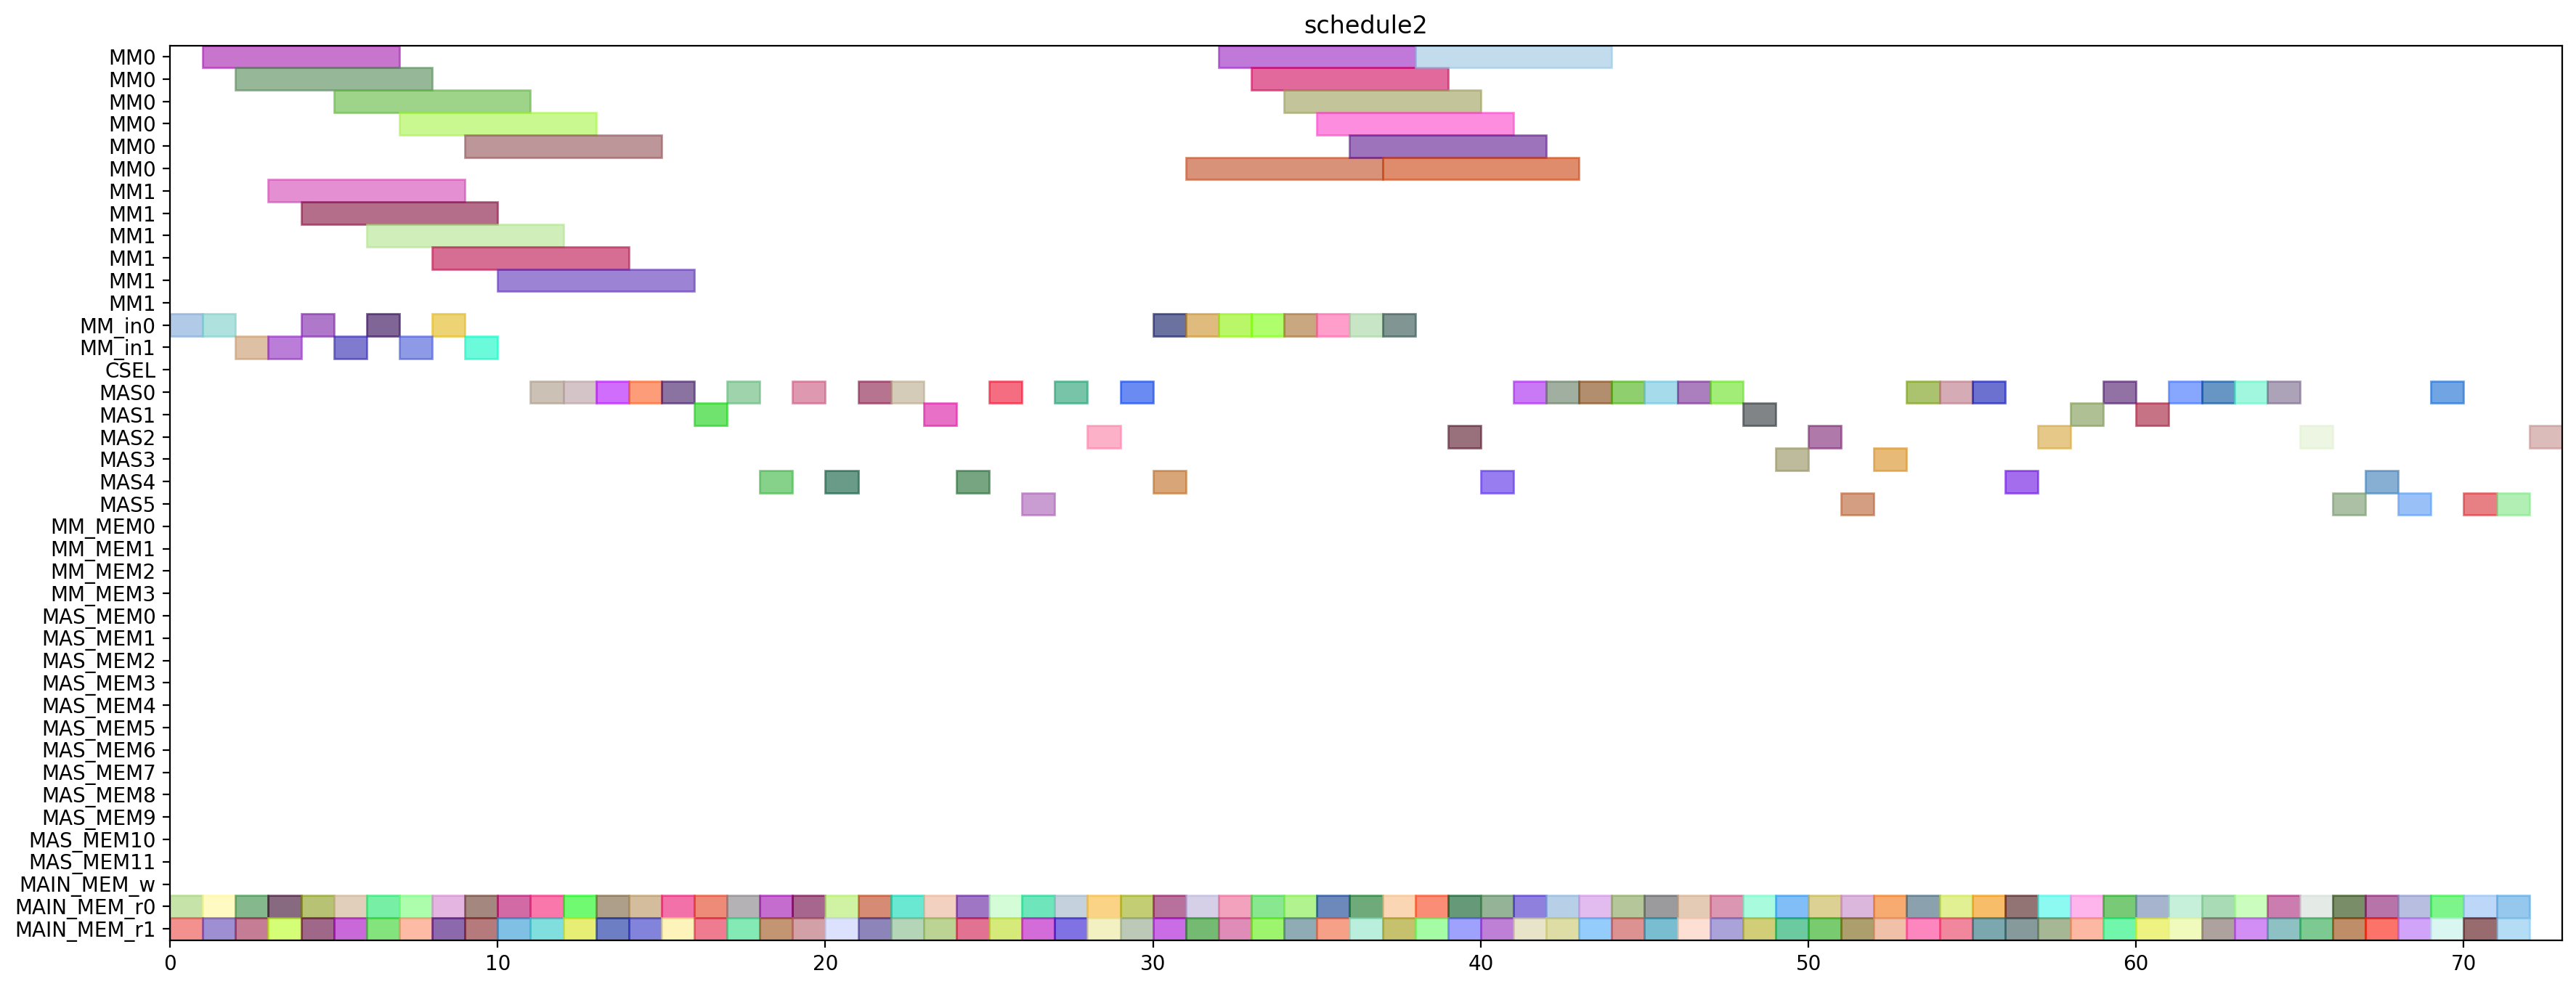 schedule2
MM0
MM0
MM0
MM0
MM0
MM0
MM1
MM1
MM1
MM1
MM1
MM1
MM_in0
MM_in1
CSEL
MAS0
MAS1
MAS2
MAS3
MAS4
MAS5
MM_MEM0
MM_MEM1
MM_MEM2
MM_MEM3
MAS_MEM0
MAS_MEM1
MAS_MEM2
MAS_MEM3
MAS_MEM4
MAS_MEM5
MAS_MEM6
MAS_MEM7
MAS_MEM8
MAS_MEM9
MAS_MEM10
MAS_MEM11
MAIN_MEM_w
MAIN_MEM_r0
MAIN_MEM_r1
0 10 20 30 40 50 60 70